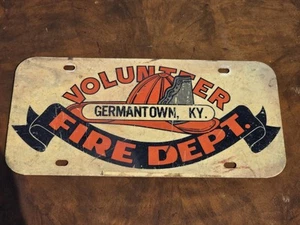 VOLUNTEER
GERMANTOWN, KY.
FIRE DEPT.